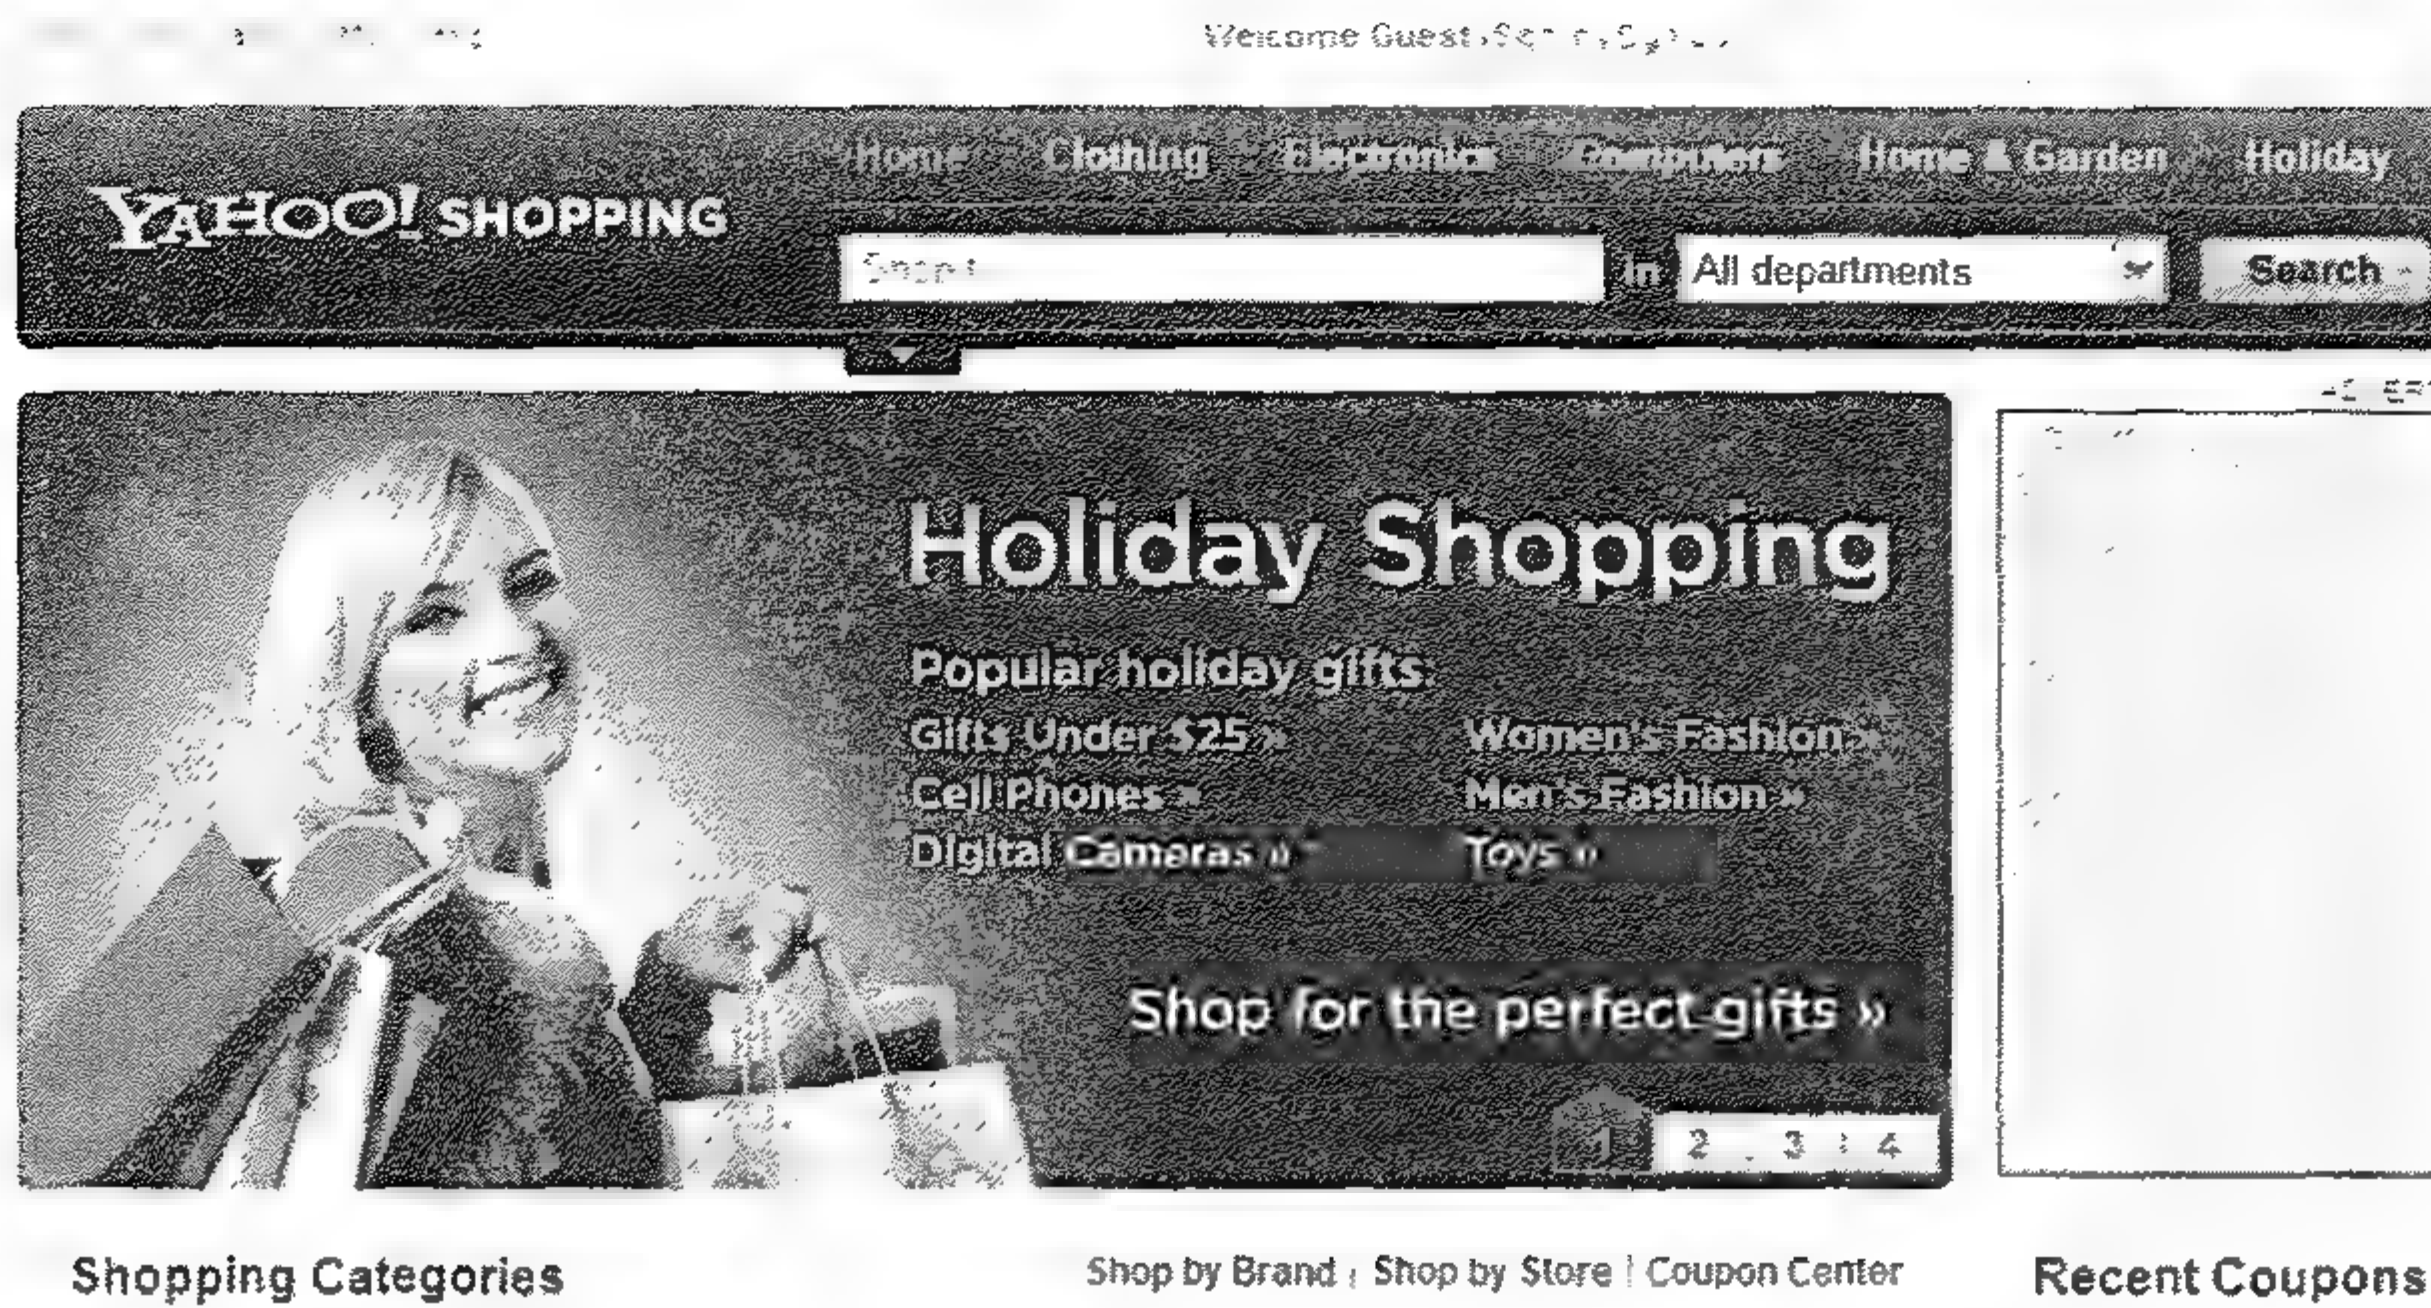 Welcome Guest
Home Clothing Electronics Computers Home & Garden Holiday
YAHOO! SHOPPING
in All departments Search
Holiday Shopping
Popular holiday gifts:
Gifts Under $25 » Women's Fashion »
Cell Phones » Men's Fashion »
Digital Cameras » Toys »
Shop for the perfect gifts »
1 2 3 4
Shopping Categories Shop by Brand | Shop by Store | Coupon Center Recent Coupons